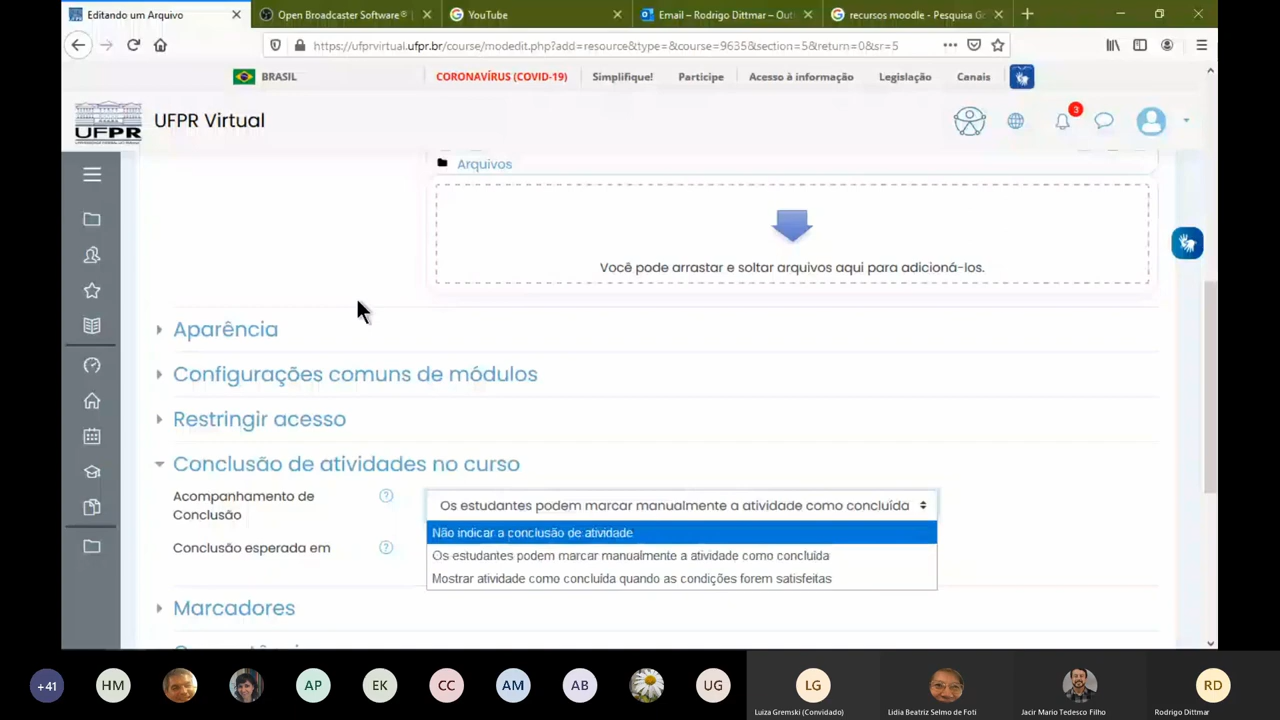 Editando um Arquivo
Open Broadcaster Software®
YouTube
Email – Rodrigo Dittmar – Out
recursos moodle - Pesquisa G
https://ufprvirtual.ufpr.br/course/modedit.php?add=resource&type=&course=9635&section=5&return=0&sr=5
BRASIL
CORONAVÍRUS (COVID-19)
Simplifique!
Participe
Acesso à informação
Legislação
Canais
UFPR
UFPR Virtual
3
Arquivos
Você pode arrastar e soltar arquivos aqui para adicioná-los.
Aparência
Configurações comuns de módulos
Restringir acesso
Conclusão de atividades no curso
Acompanhamento de
Conclusão
Os estudantes podem marcar manualmente a atividade como concluída
Não indicar a conclusão de atividade
Os estudantes podem marcar manualmente a atividade como concluída
Mostrar atividade como concluída quando as condições forem satisfeitas
Conclusão esperada em
Marcadores
+41
HM
AP
EK
CC
AM
AB
UG
LG
RD
Luiza Gremski (Convidado)
Lidia Beatriz Selmo de Foti
Jacir Mario Tedesco Filho
Rodrigo Dittmar